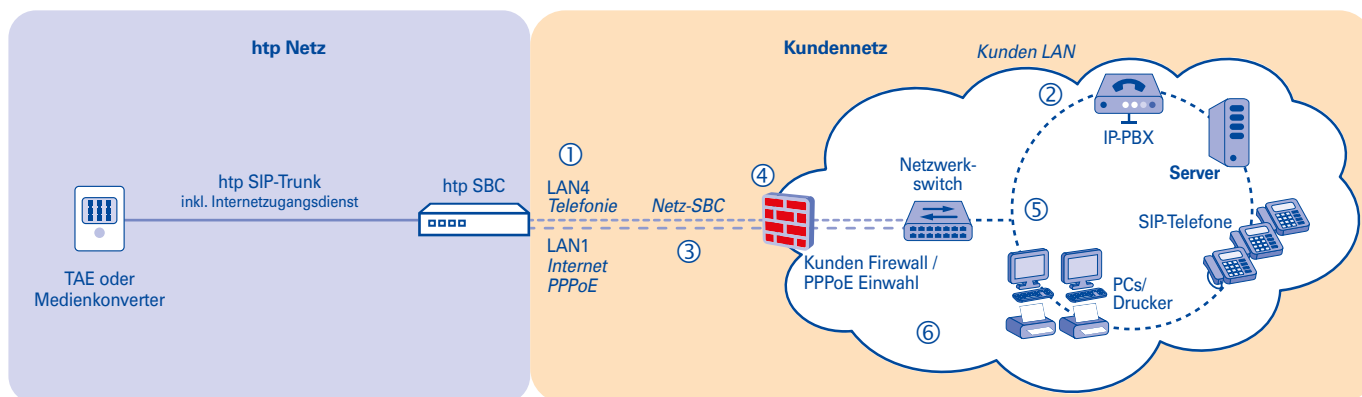 htp Netz
TAE oder
Medienkonverter
htp SIP-Trunk
inkl. Internetzugangsdienst
htp SBC
Kundennetz
①
LAN4
Telefonie
LAN1
Internet
PPPoE
Netz-SBC
③
④
Kunden Firewall /
PPPoE Einwahl
Kunden LAN
Netzwerk-
switch
②
IP-PBX
Server
⑤
SIP-Telefone
PCs/
Drucker
⑥